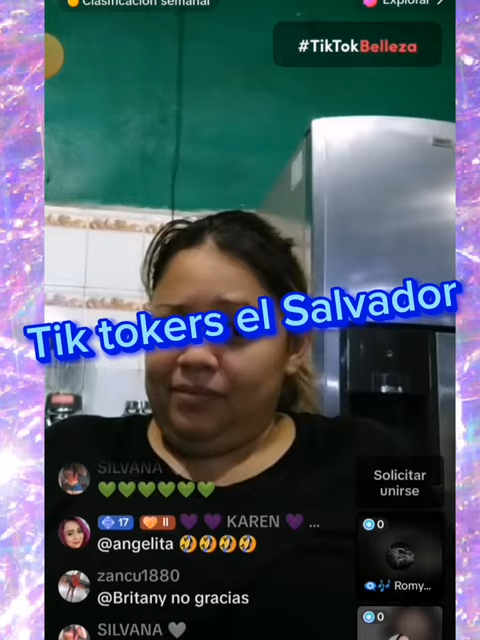 Clasificación semanal
Explorar
#TikTokBelleza
Tik tokers el Salvador
SILVANA
💚💚💚💚💚💚
Solicitar
unirse
17 II 💜 💜 KAREN 💜 ...
@angelita 🤣🤣🤣🤣
0
Romy...
zancu1880
@Britany no gracias
0
SILVANA 🤍